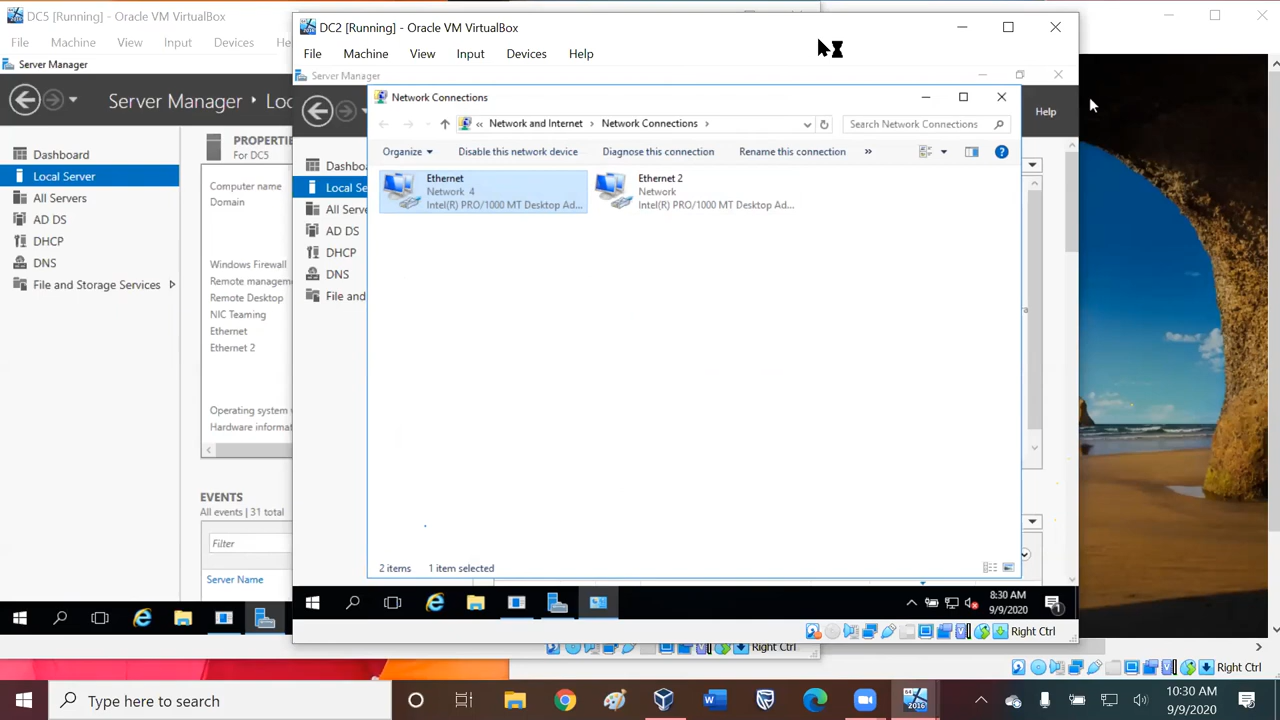 DC5 [Running] - Oracle VM VirtualBox
File Machine View Input Devices He
Server Manager
Server Manager Loc
Dashboard
Local Server
All Servers
AD DS
DHCP
DNS
File and Storage Services
PROPERTIES
For DC5
Computer name
Domain
Windows Firewall
Remote managem
Remote Desktop
NIC Teaming
Ethernet
Ethernet 2
Operating system
Hardware informat
EVENTS
All events | 31 total
Filter
Server Name
DC2 [Running] - Oracle VM VirtualBox
File Machine View Input Devices Help
Server Manager
Help
Dashboa
Local Se
All Serve
AD DS
DHCP
DNS
File and
Network Connections
« Network and Internet › Network Connections ›
Search Network Connections
Organize Disable this network device Diagnose this connection Rename this connection »
Ethernet
Network 4
Intel(R) PRO/1000 MT Desktop Ad...
Ethernet 2
Network
Intel(R) PRO/1000 MT Desktop Ad...
2 items 1 item selected
8:30 AM
9/9/2020
1
Right Ctrl
Right Ctrl
Right Ctrl
Type here to search
2016
10:30 AM
9/9/2020